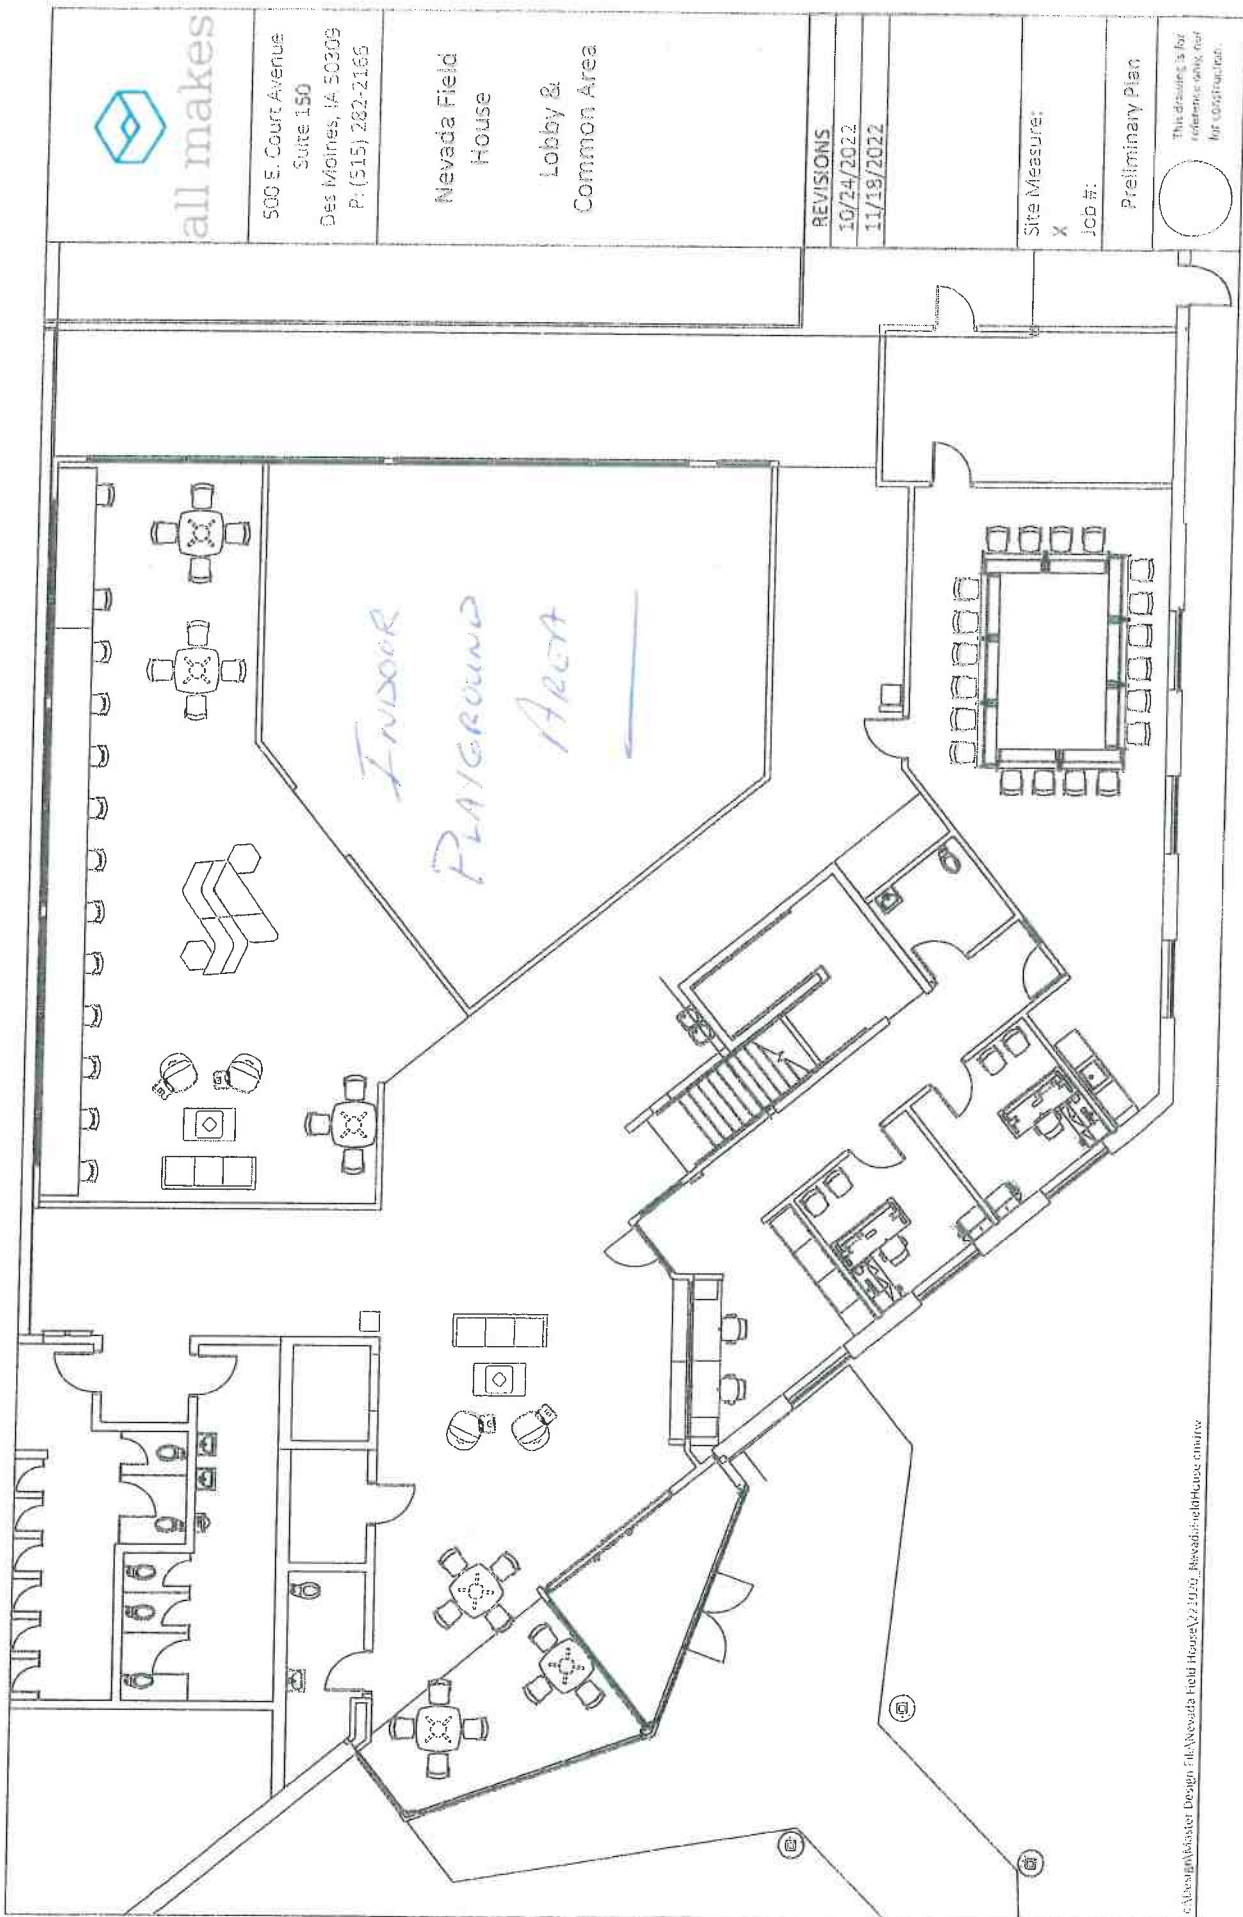 all makes
500 E. Court Avenue
Suite 150
Des Moines, IA 50309
P: (515) 282-2166
Nevada Field
House
Lobby &
Common Area
REVISIONS
10/24/2022
11/18/2022
Site Measure:
X
Job #:
Preliminary Plan
This drawing is for
reference only, not
for construction.
INDOOR
PLAYGROUND
AREA